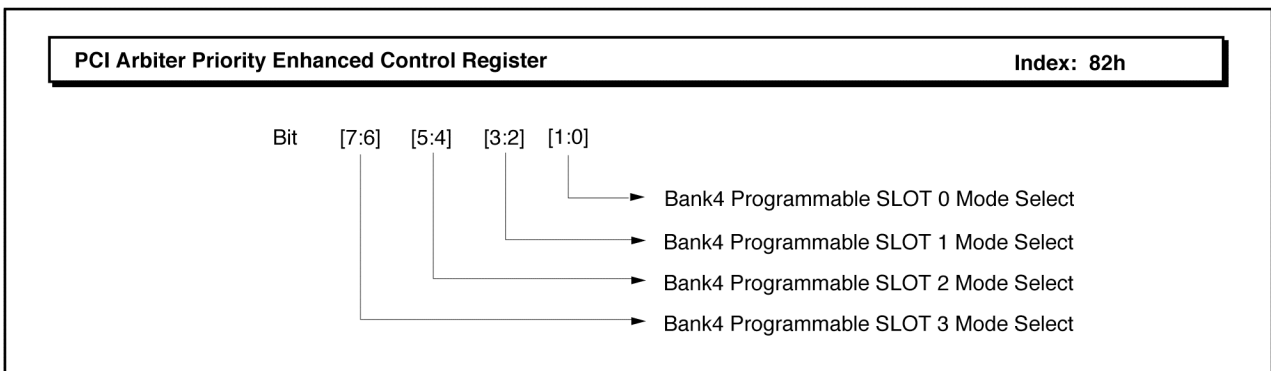 PCI Arbiter Priority Enhanced Control Register Index: 82h
Bit [7:6] [5:4] [3:2] [1:0]
Bank4 Programmable SLOT 0 Mode Select
Bank4 Programmable SLOT 1 Mode Select
Bank4 Programmable SLOT 2 Mode Select
Bank4 Programmable SLOT 3 Mode Select